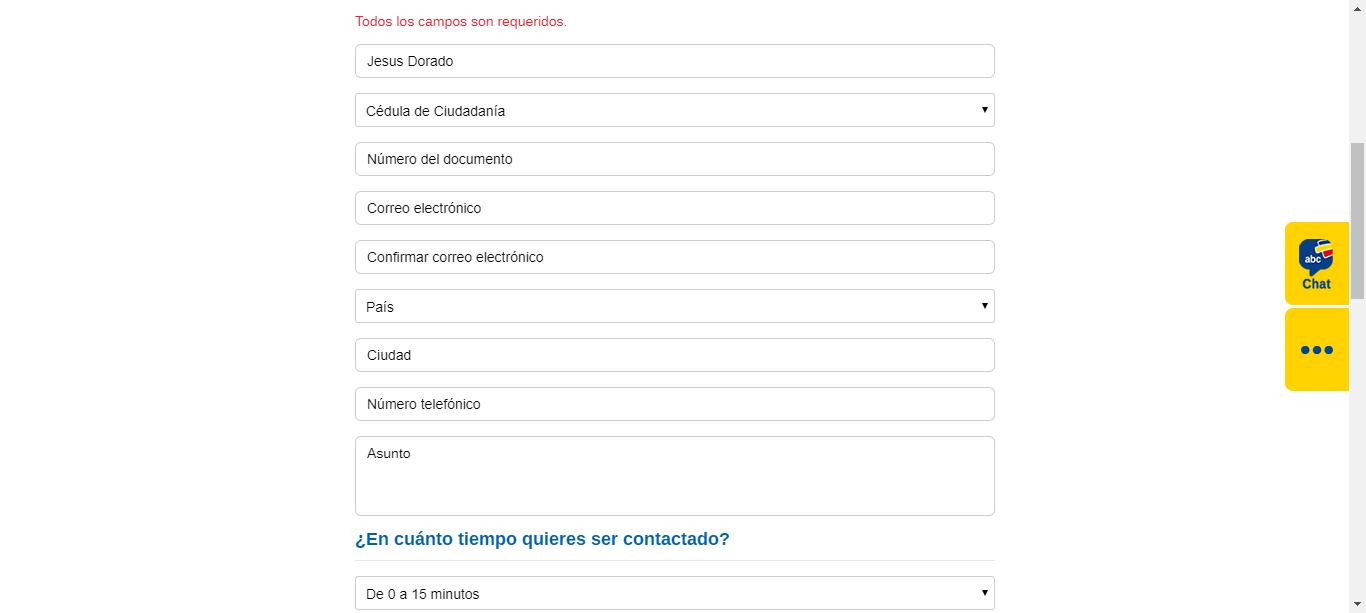 Todos los campos son requeridos.
Jesus Dorado
Cédula de Ciudadanía
Número del documento
Correo electrónico
Confirmar correo electrónico
País
Ciudad
Número telefónico
Asunto
¿En cuánto tiempo quieres ser contactado?
De 0 a 15 minutos
abc
Chat